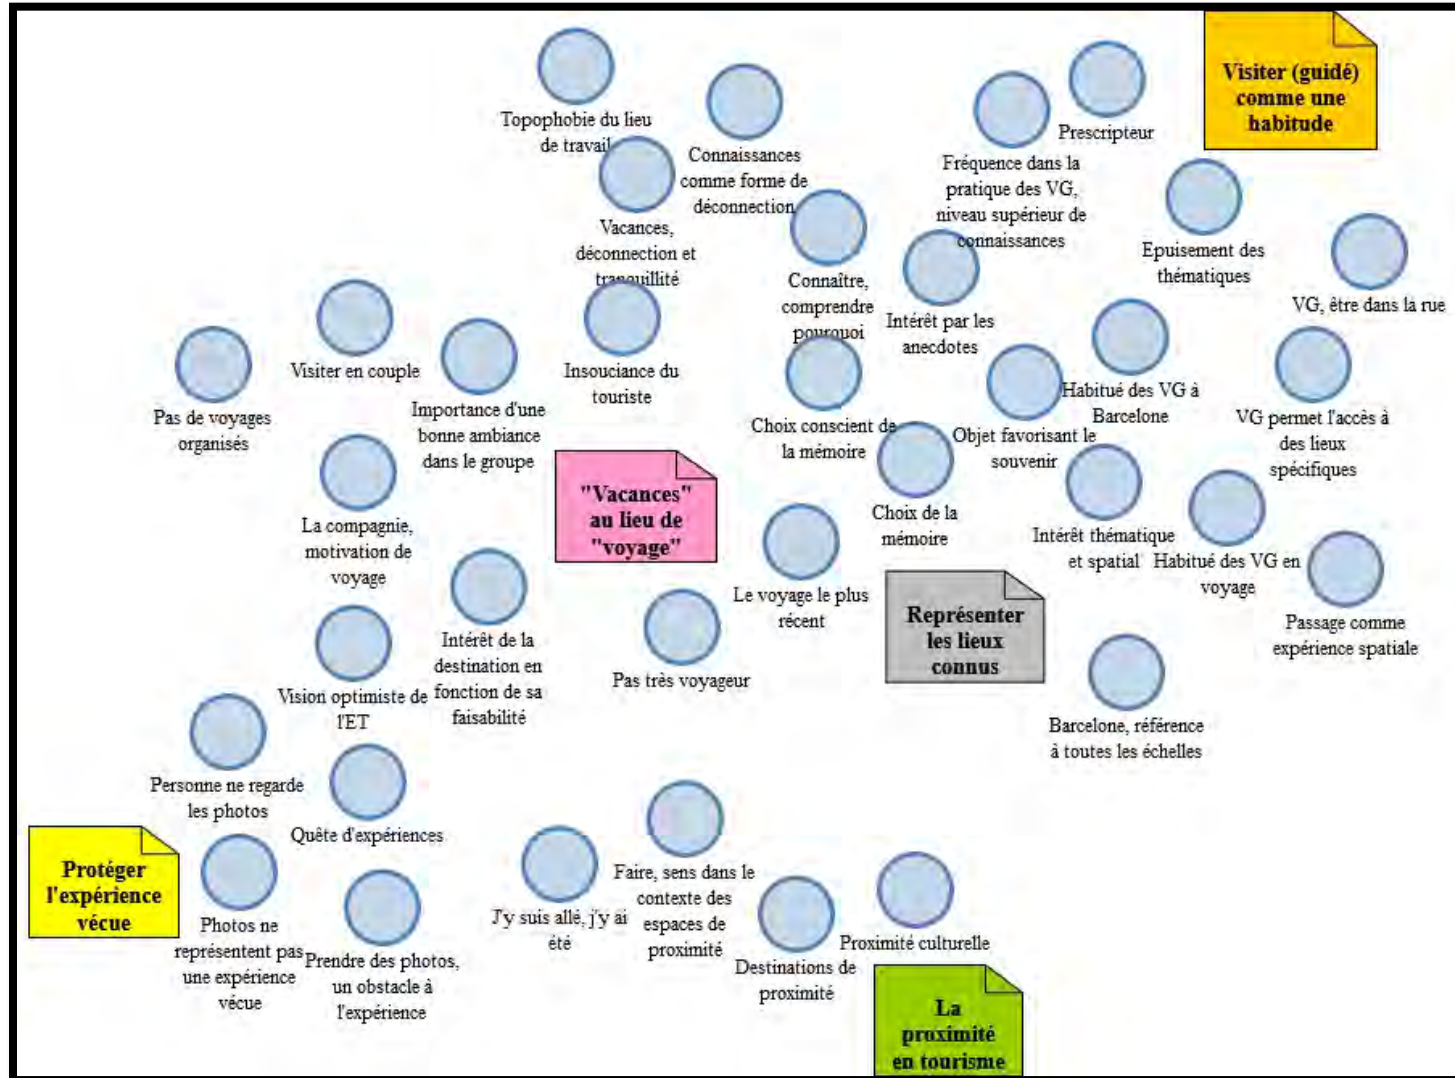 Visiter (guidé)
comme une
habitude
Topophobie du lieu
de travail
Connaissances
comme forme de
déconnection
Prescripteur
Fréquence dans la
pratique des VG,
niveau supérieur de
connaissances
Vacances,
déconnection et
tranquillité
Connaître,
comprendre
pourquoi
Intérêt par les
anecdotes
Epuisement des
thématiques
VG, être dans la rue
Visiter en couple
Pas de voyages
organisés
Importance d'une
bonne ambiance
dans le groupe
Insouciance du
touriste
Choix conscient de
la mémoire
Objet favorisant le
souvenir
Habitué des VG à
Barcelone
VG permet l'accès à
des lieux
spécifiques
La compagnie,
motivation de
voyage
"Vacances"
au lieu de
"voyage"
Choix de la
mémoire
Intérêt thématique
et spatial
Habitué des VG en
voyage
Passage comme
expérience spatiale
Le voyage le plus
récent
Représenter
les lieux
connus
Intérêt de la
destination en
fonction de sa
faisabilité
Pas très voyageur
Vision optimiste de
l'ET
Barcelone, référence
à toutes les échelles
Personne ne regarde
les photos
Quête d'expériences
Protéger
l'expérience
vécue
Photos ne
représentent pas
une expérience
vécue
Prendre des photos,
un obstacle à
l'expérience
J'y suis allé, j'y ai
été
Faire, sens dans le
contexte des
espaces de
proximité
Destinations de
proximité
Proximité culturelle
La
proximité
en tourisme